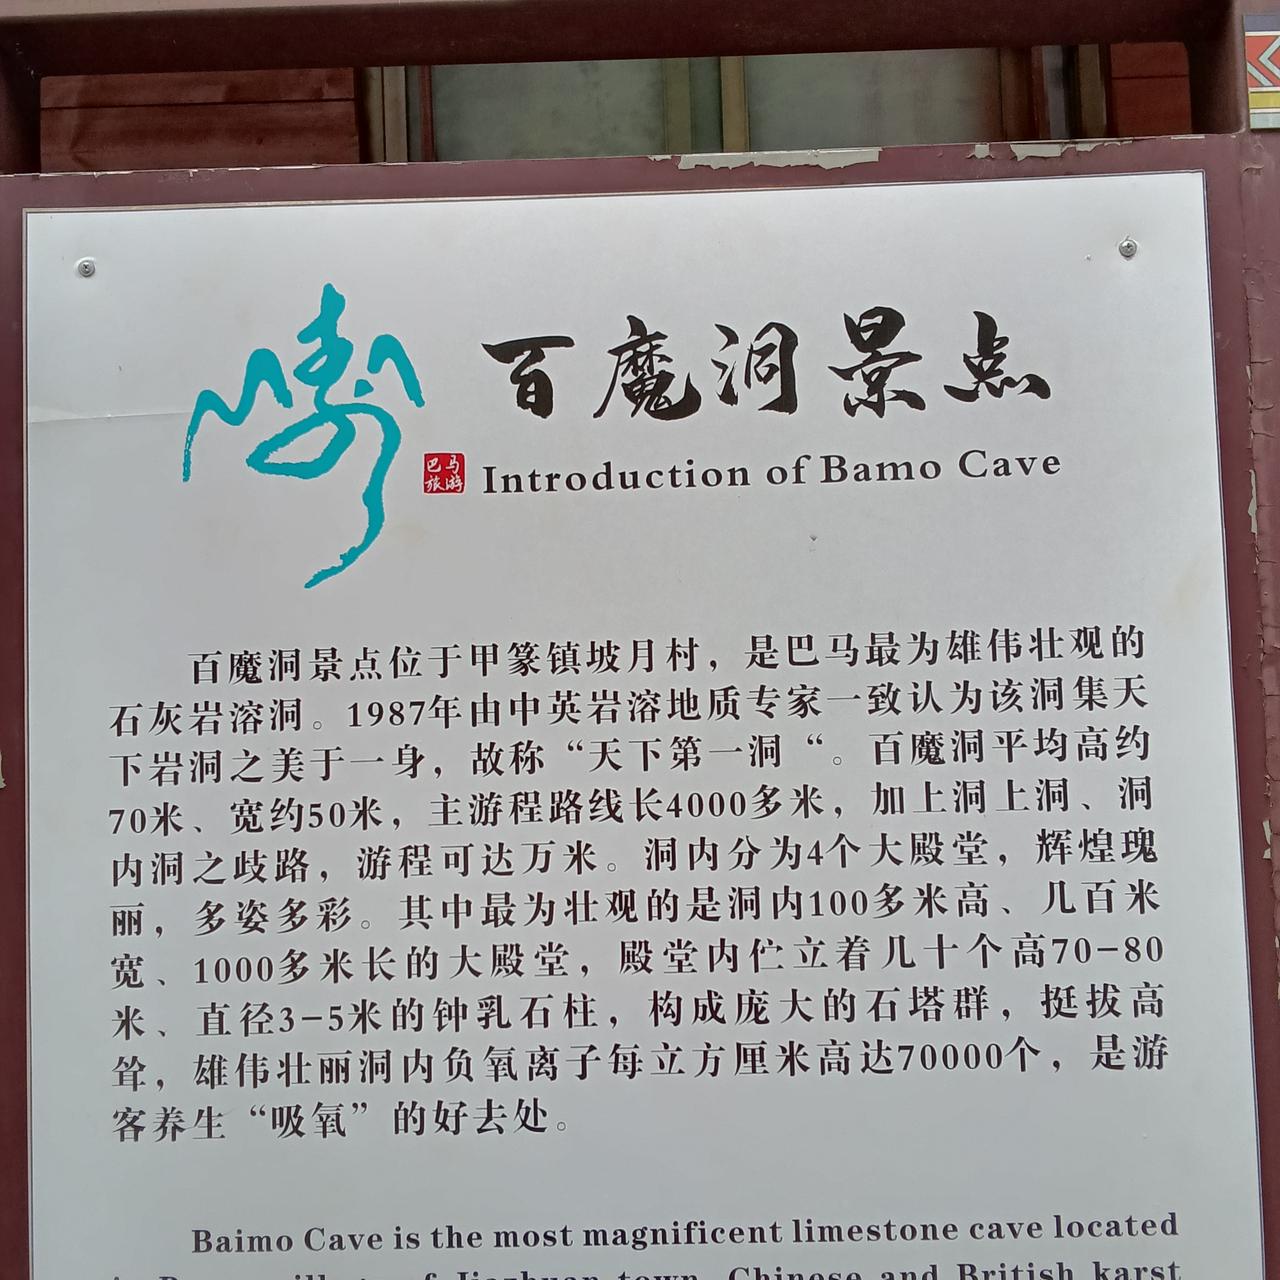 百魔洞景点
巴马
旅游
Introduction of Bamo Cave
百魔洞景点位于甲篆镇坡月村，是巴马最为雄伟壮观的
石灰岩溶洞。1987年由中英岩溶地质专家一致认为该洞集天
下岩洞之美于一身，故称“天下第一洞 “。百魔洞平均高约
70米、宽约50米，主游程路线长4000多米，加上洞上洞、洞
内洞之歧路，游程可达万米。洞内分为4个大殿堂，辉煌瑰
丽，多姿多彩。其中最为壮观的是洞内100多米高、几百米
宽、1000多米长的大殿堂，殿堂内伫立着几十个高70-80
米、直径3-5米的钟乳石柱，构成庞大的石塔群，挺拔高
耸，雄伟壮丽洞内负氧离子每立方厘米高达70000个，是游
客养生“吸氧”的好去处。
Baimo Cave is the most magnificent limestone cave located
town, Chinese and British karst